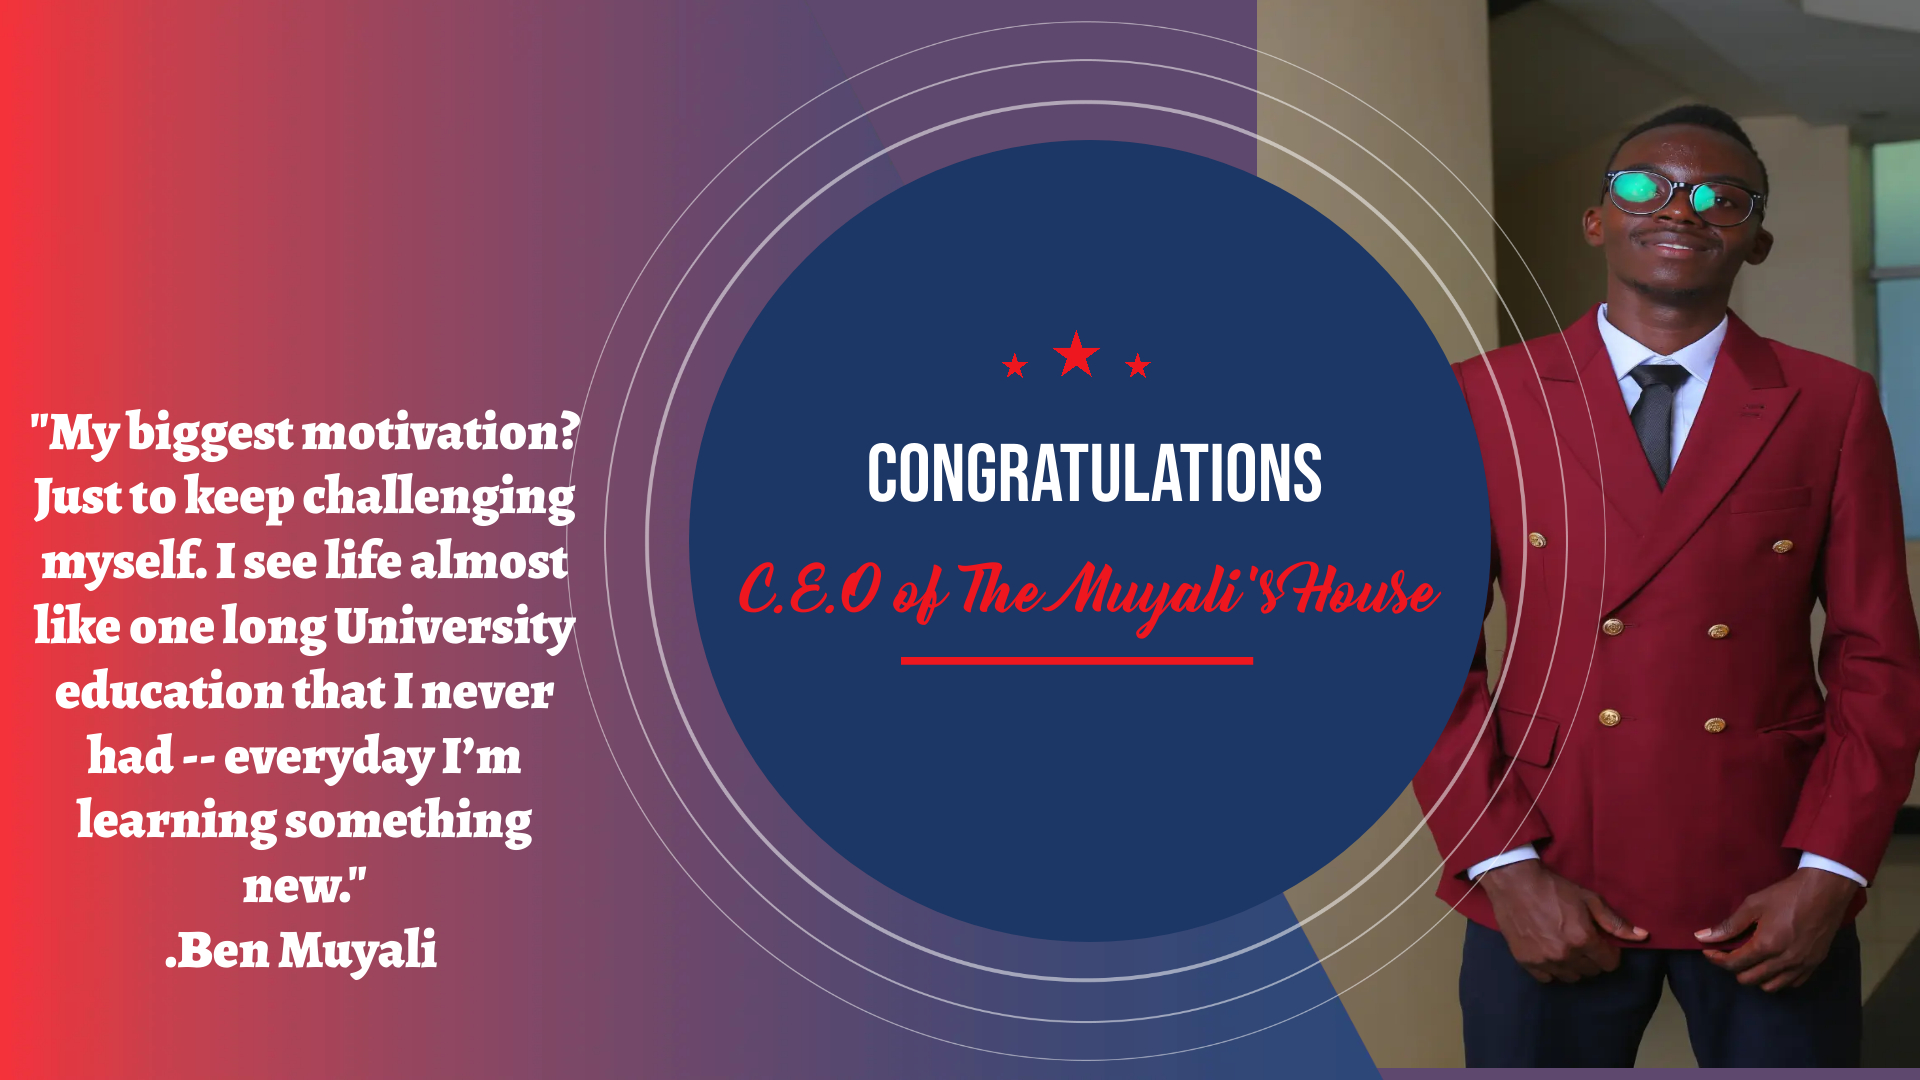 "My biggest motivation?
Just to keep challenging
myself. I see life almost
like one long University
education that I never
had -- everyday I’m
learning something
new."
.Ben Muyali
CONGRATULATIONS
C.E.O of The Muyali's House